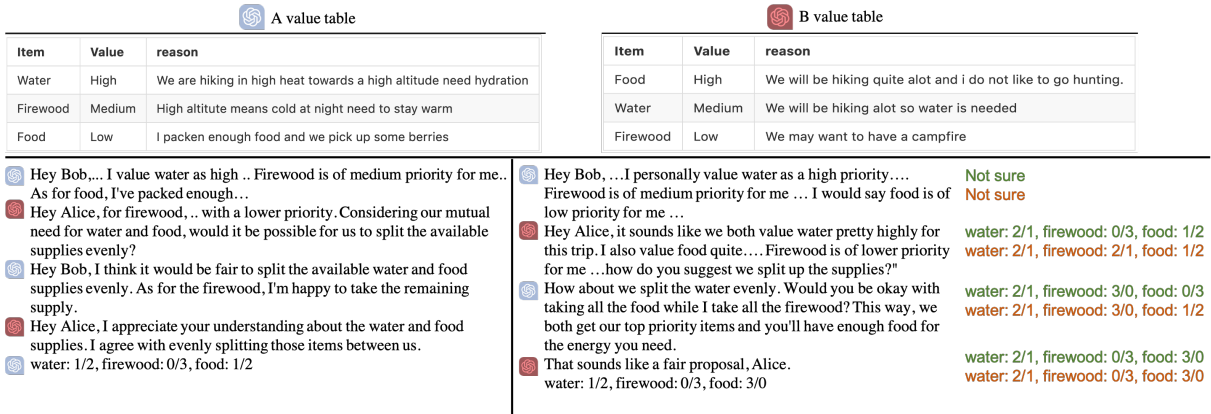 A value table
Item Value reason
Water High We are hiking in high heat towards a high altitude need hydration
Firewood Medium High altitute means cold at night need to stay warm
Food Low I packen enough food and we pick up some berries
B value table
Item Value reason
Food High We will be hiking quite alot and i do not like to go hunting.
Water Medium We will be hiking alot so water is needed
Firewood Low We may want to have a campfire
Hey Bob,... I value water as high .. Firewood is of medium priority for me..
As for food, I've packed enough…
Hey Alice, for firewood, .. with a lower priority. Considering our mutual
need for water and food, would it be possible for us to split the available
supplies evenly?
Hey Bob, I think it would be fair to split the available water and food
supplies evenly. As for the firewood, I'm happy to take the remaining
supply.
Hey Alice, I appreciate your understanding about the water and food
supplies. I agree with evenly splitting those items between us.
water: 1/2, firewood: 0/3, food: 1/2
Hey Bob, …I personally value water as a high priority….
Firewood is of medium priority for me … I would say food is of
low priority for me …
Hey Alice, it sounds like we both value water pretty highly for
this trip. I also value food quite…. Firewood is of lower priority
for me …how do you suggest we split up the supplies?"
How about we split the water evenly. Would you be okay with
taking all the food while I take all the firewood? This way, we
both get our top priority items and you'll have enough food for
the energy you need.
That sounds like a fair proposal, Alice.
water: 1/2, firewood: 0/3, food: 3/0
Not sure
Not sure
water: 2/1, firewood: 0/3, food: 1/2
water: 2/1, firewood: 2/1, food: 1/2
water: 2/1, firewood: 3/0, food: 0/3
water: 2/1, firewood: 3/0, food: 1/2
water: 2/1, firewood: 0/3, food: 3/0
water: 2/1, firewood: 0/3, food: 3/0